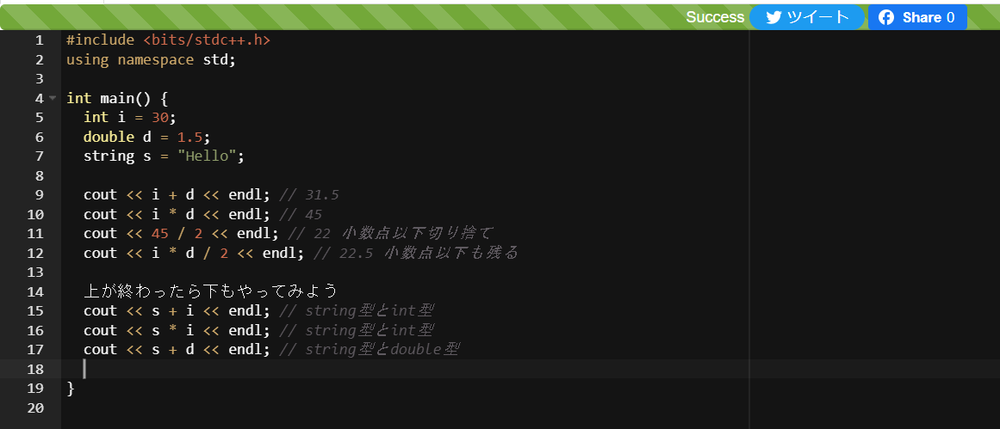 Success ツイート Share 0
1 #include <bits/stdc++.h>
2 using namespace std;
3
4 int main() {
5   int i = 30;
6   double d = 1.5;
7   string s = "Hello";
8
9   cout << i + d << endl; // 31.5
10   cout << i * d << endl; // 45
11   cout << 45 / 2 << endl; // 22 小数点以下切り捨て
12   cout << i * d / 2 << endl; // 22.5 小数点以下も残る
13
14   上が終わったら下もやってみよう
15   cout << s + i << endl; // string型とint型
16   cout << s * i << endl; // string型とint型
17   cout << s + d << endl; // string型とdouble型
18
19 }
20